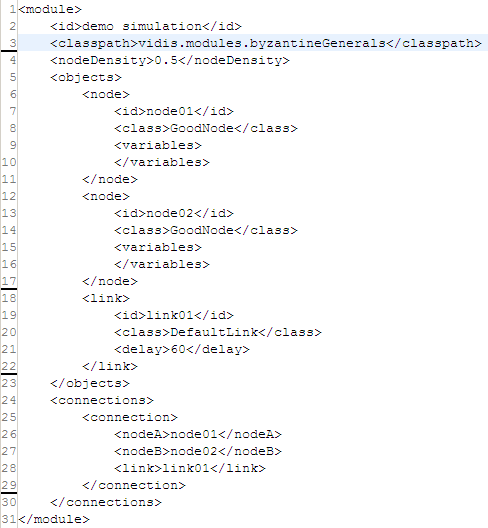 1 <module>
2     <id>demo simulation</id>
3     <classpath>vidis.modules.byzantineGenerals</classpath>
4     <nodeDensity>0.5</nodeDensity>
5     <objects>
6         <node>
7             <id>node01</id>
8             <class>GoodNode</class>
9             <variables>
10             </variables>
11         </node>
12         <node>
13             <id>node02</id>
14             <class>GoodNode</class>
15             <variables>
16             </variables>
17         </node>
18         <link>
19             <id>link01</id>
20             <class>DefaultLink</class>
21             <delay>60</delay>
22         </link>
23     </objects>
24     <connections>
25         <connection>
26             <nodeA>node01</nodeA>
27             <nodeB>node02</nodeB>
28             <link>link01</link>
29         </connection>
30     </connections>
31 </module>